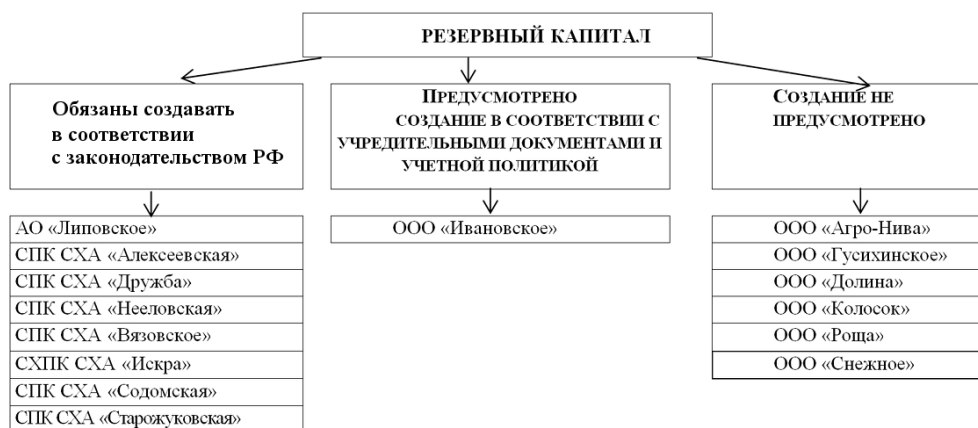 РЕЗЕРВНЫЙ КАПИТАЛ
Обязаны создавать
в соответствии
с законодательством РФ
ПРЕДУСМОТРЕНО
СОЗДАНИЕ В СООТВЕТСТВИИ С
УЧРЕДИТЕЛЬНЫМИ ДОКУМЕНТАМИ И
УЧЕТНОЙ ПОЛИТИКОЙ
СОЗДАНИЕ НЕ
ПРЕДУСМОТРЕНО
АО «Липовское»
СПК СХА «Алексеевская»
СПК СХА «Дружба»
СПК СХА «Нееловская»
СПК СХА «Вязовское»
СХПК СХА «Искра»
СПК СХА «Содомская»
СПК СХА «Старожуковская»
ООО «Ивановское»
ООО «Агро-Нива»
ООО «Гусихинское»
ООО «Долина»
ООО «Колосок»
ООО «Роща»
ООО «Снежное»